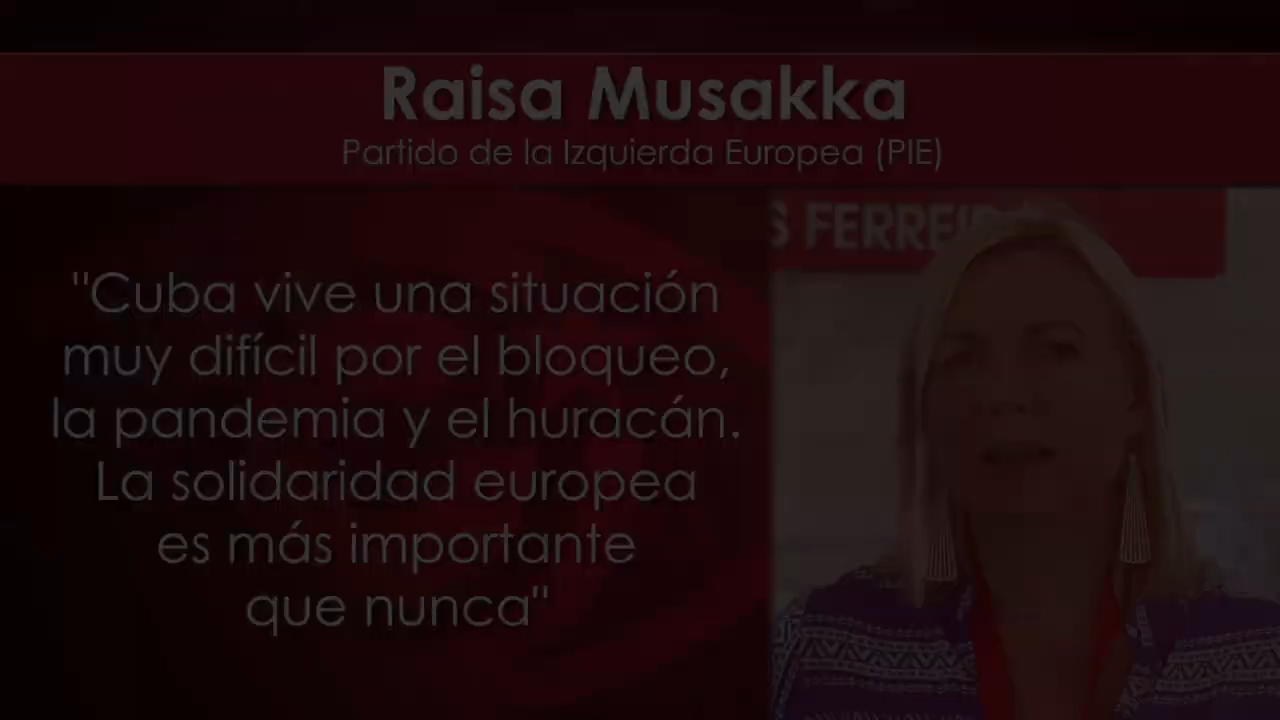 Raisa Musakka
Partido de la Izquierda Europea (PIE)
S FERREI
"Cuba vive una situación
muy difícil por el bloqueo,
la pandemia y el huracán.
La solidaridad europea
es más importante
que nunca"